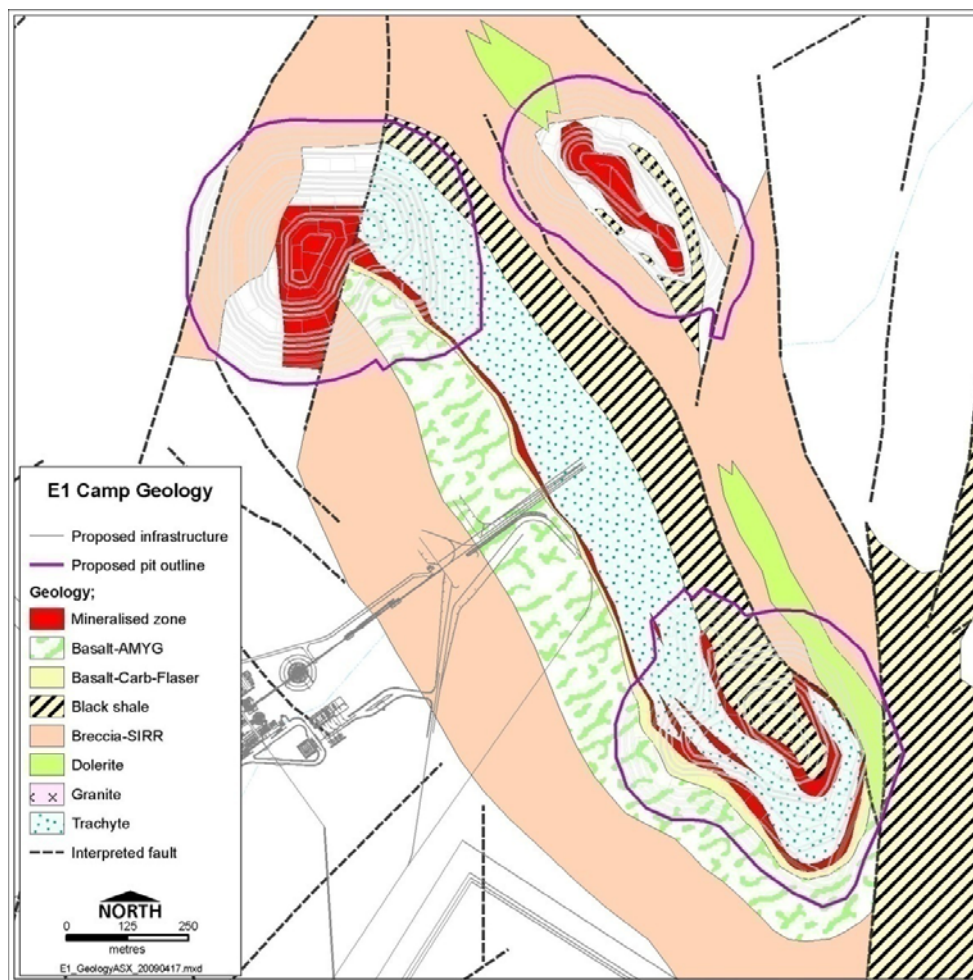 E1 Camp Geology
Proposed infrastructure
Proposed pit outline
Geology;
Mineralised zone
Basalt-AMYG
Basalt-Carb-Flaser
Black shale
Breccia-SIRR
Dolerite
Granite
Trachyte
Interpreted fault
NORTH
0 125 250
metres
E1_GeologyASX_20090417.mxd